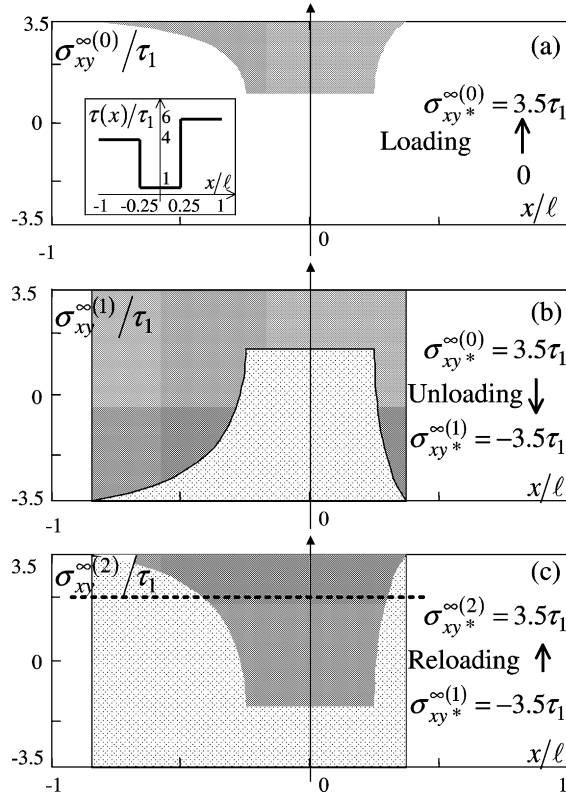 3.5
σxy∞(0)/τ1
(a)
σxy*∞(0) = 3.5τ1
τ(x)/τ1
6
4
1
x/ℓ
-1 -0.25 0.25 1
0
Loading
0
x/ℓ
-3.5
-1 0
3.5
σxy∞(1)/τ1
(b)
σxy*∞(0) = 3.5τ1
0
Unloading
σxy*∞(1) = -3.5τ1
x/ℓ
-3.5
-1 0
3.5
σxy∞(2)/τ1
(c)
σxy*∞(2) = 3.5τ1
0
Reloading
σxy*∞(1) = -3.5τ1
x/ℓ
-3.5
-1 0 1